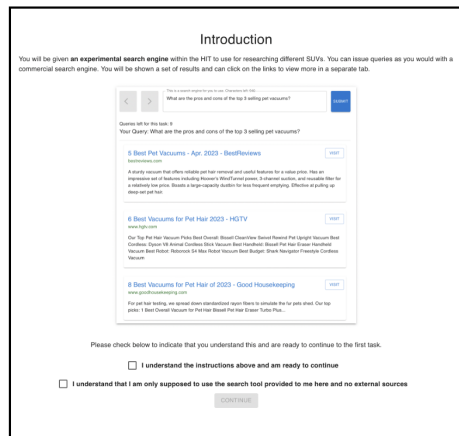 Introduction
You will be given an experimental search engine within the HIT to use for researching different SUVs. You can issue queries as you would with a
commercial search engine. You will be shown a set of results and can click on the links to view more in a separate tab.
This is a search engine for you to use. Characters left:
What are the pros and cons of the top 3 selling pet vacuums?
SUBMIT
Queries left for this task: 9
Your Query: What are the pros and cons of the top 3 selling pet vacuums?
5 Best Pet Vacuums - Apr. 2023 - BestReviews
VISIT
bestreviews.com
A sturdy vacuum that offers reliable pet hair removal and useful features for a value price. Has an
impressive set of features including Hoover's WindTunnel power, 3-channel suction, and reusable filter for
a relatively low price. Boasts a large-capacity dustbin for less frequent emptying. Effective at pulling up
deep-set pet hair.
6 Best Vacuums for Pet Hair 2023 - HGTV
VISIT
www.hgtv.com
Our Top Pet Hair Vacuum Picks Best Overall: Bissell CleanView Swivel Rewind Pet Upright Vacuum Best
Cordless: Dyson V8 Animal Cordless Stick Vacuum Best Handheld: Bissell Pet Hair Eraser Handheld
Vacuum Best Robot: Roborock S4 Max Robot Vacuum Best Budget: Shark Navigator Freestyle Cordless
Vacuum
8 Best Vacuums for Pet Hair of 2023 - Good Housekeeping
VISIT
www.goodhousekeeping.com
For pet hair testing, we spread down standardized rayon fibers to simulate the fur pets shed. Our top
picks: 1 Best Overall Vacuum for Pet Hair Bissell Pet Hair Eraser Turbo Plus...
Please check below to indicate that you understand this and are ready to continue to the first task.
I understand the instructions above and am ready to continue
I understand that I am only supposed to use the search tool provided to me here and no external sources
CONTINUE